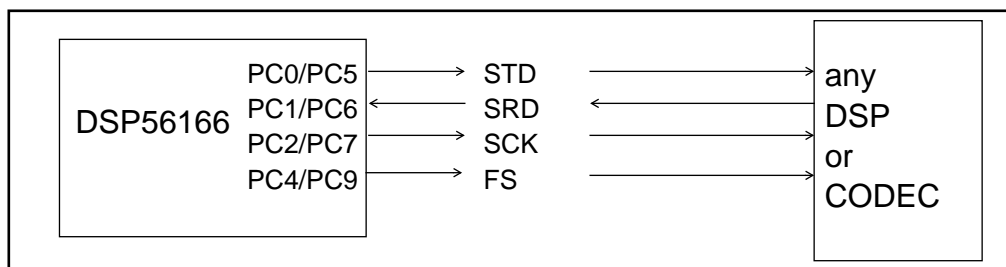 DSP56166
PC0/PC5 STD
PC1/PC6 SRD
PC2/PC7 SCK
PC4/PC9 FS
any
DSP
or
CODEC